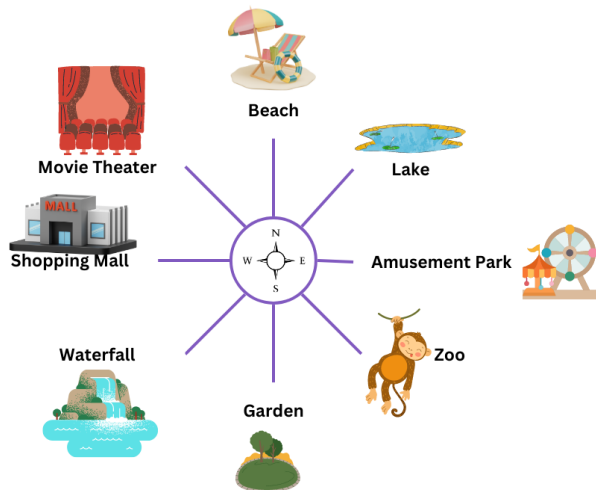 Beach
Movie Theater
Lake
MALL
Shopping Mall
N
W
E
S
Amusement Park
Waterfall
Zoo
Garden